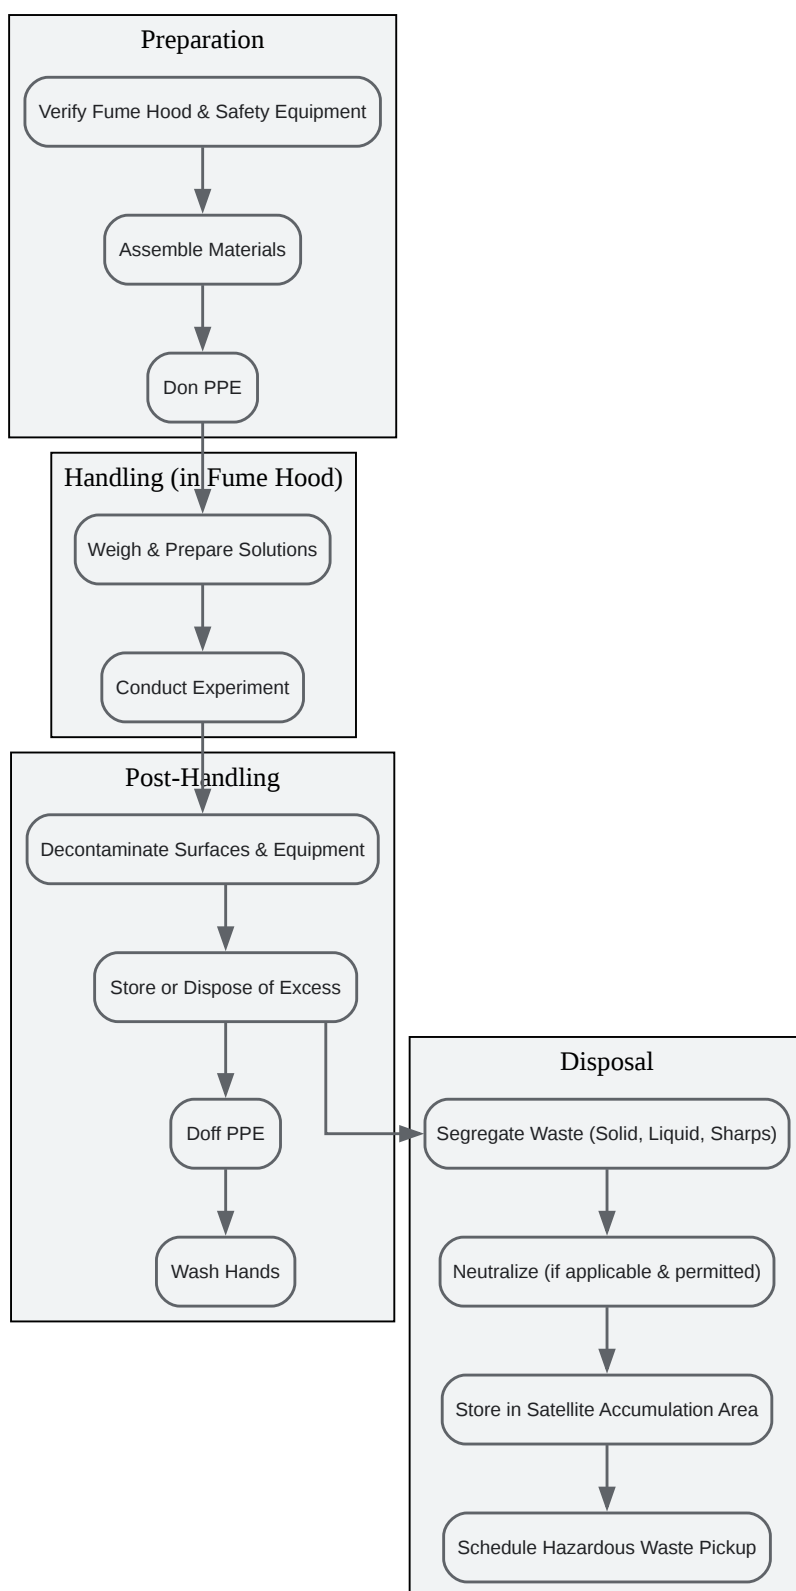 Preparation
Verify Fume Hood & Safety Equipment
Assemble Materials
Don PPE
Handling (in Fume Hood)
Weigh & Prepare Solutions
Conduct Experiment
Post-Handling
Decontaminate Surfaces & Equipment
Store or Dispose of Excess
Doff PPE
Wash Hands
Disposal
Segregate Waste (Solid, Liquid, Sharps)
Neutralize (if applicable & permitted)
Store in Satellite Accumulation Area
Schedule Hazardous Waste Pickup